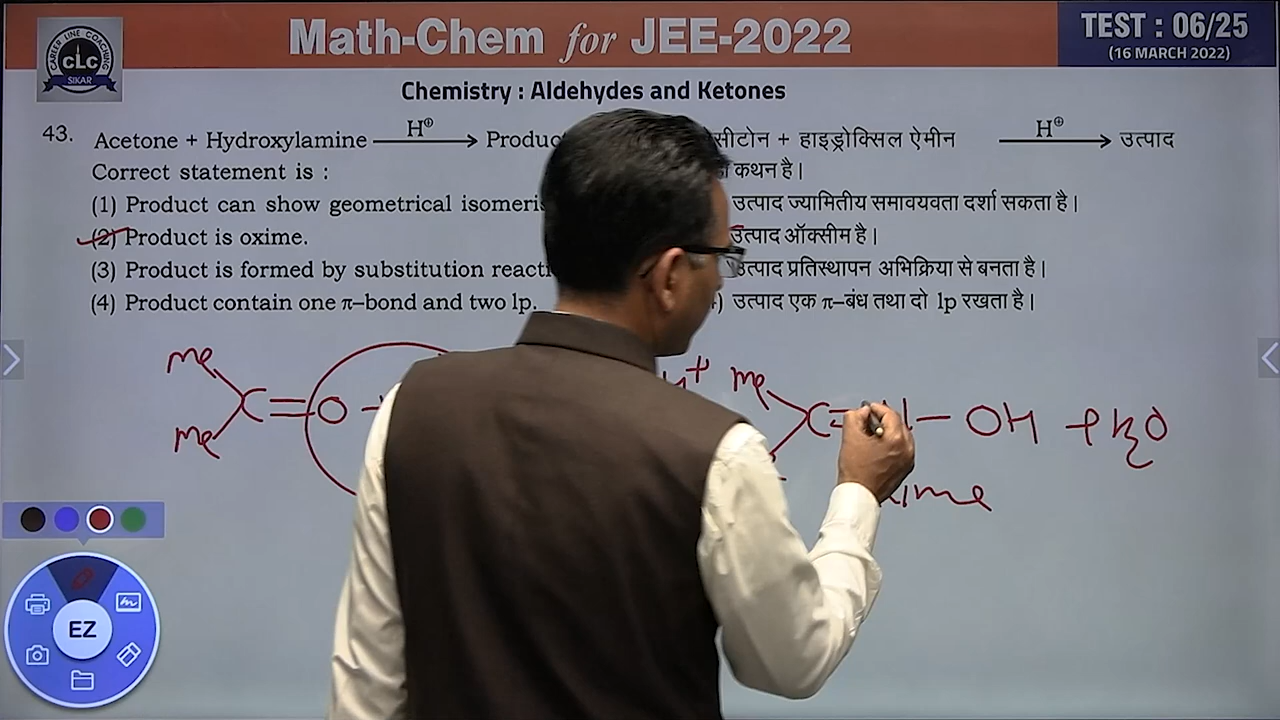 CAREER LINE COACHING
CLC
SIKAR
Math-Chem for JEE-2022
TEST : 06/25
(16 MARCH 2022)
Chemistry : Aldehydes and Ketones
43. Acetone + Hydroxylamine H⊕ Produc
Correct statement is :
(1) Product can show geometrical isomeris
(2) Product is oxime.
(3) Product is formed by substitution reacti
(4) Product contain one π–bond and two lp.
सीटोन + हाइड्रोक्सिल ऐमीन H⊕ उत्पाद
कथन है।
उत्पाद ज्यामितीय समावयवता दर्शा सकता है।
उत्पाद ऑक्सीम है।
उत्पाद प्रतिस्थापन अभिक्रिया से बनता है।
) उत्पाद एक π–बंध तथा दो lp रखता है।
me
C=O +
me
H+
me
C= N–OH + H2O
ime
EZ